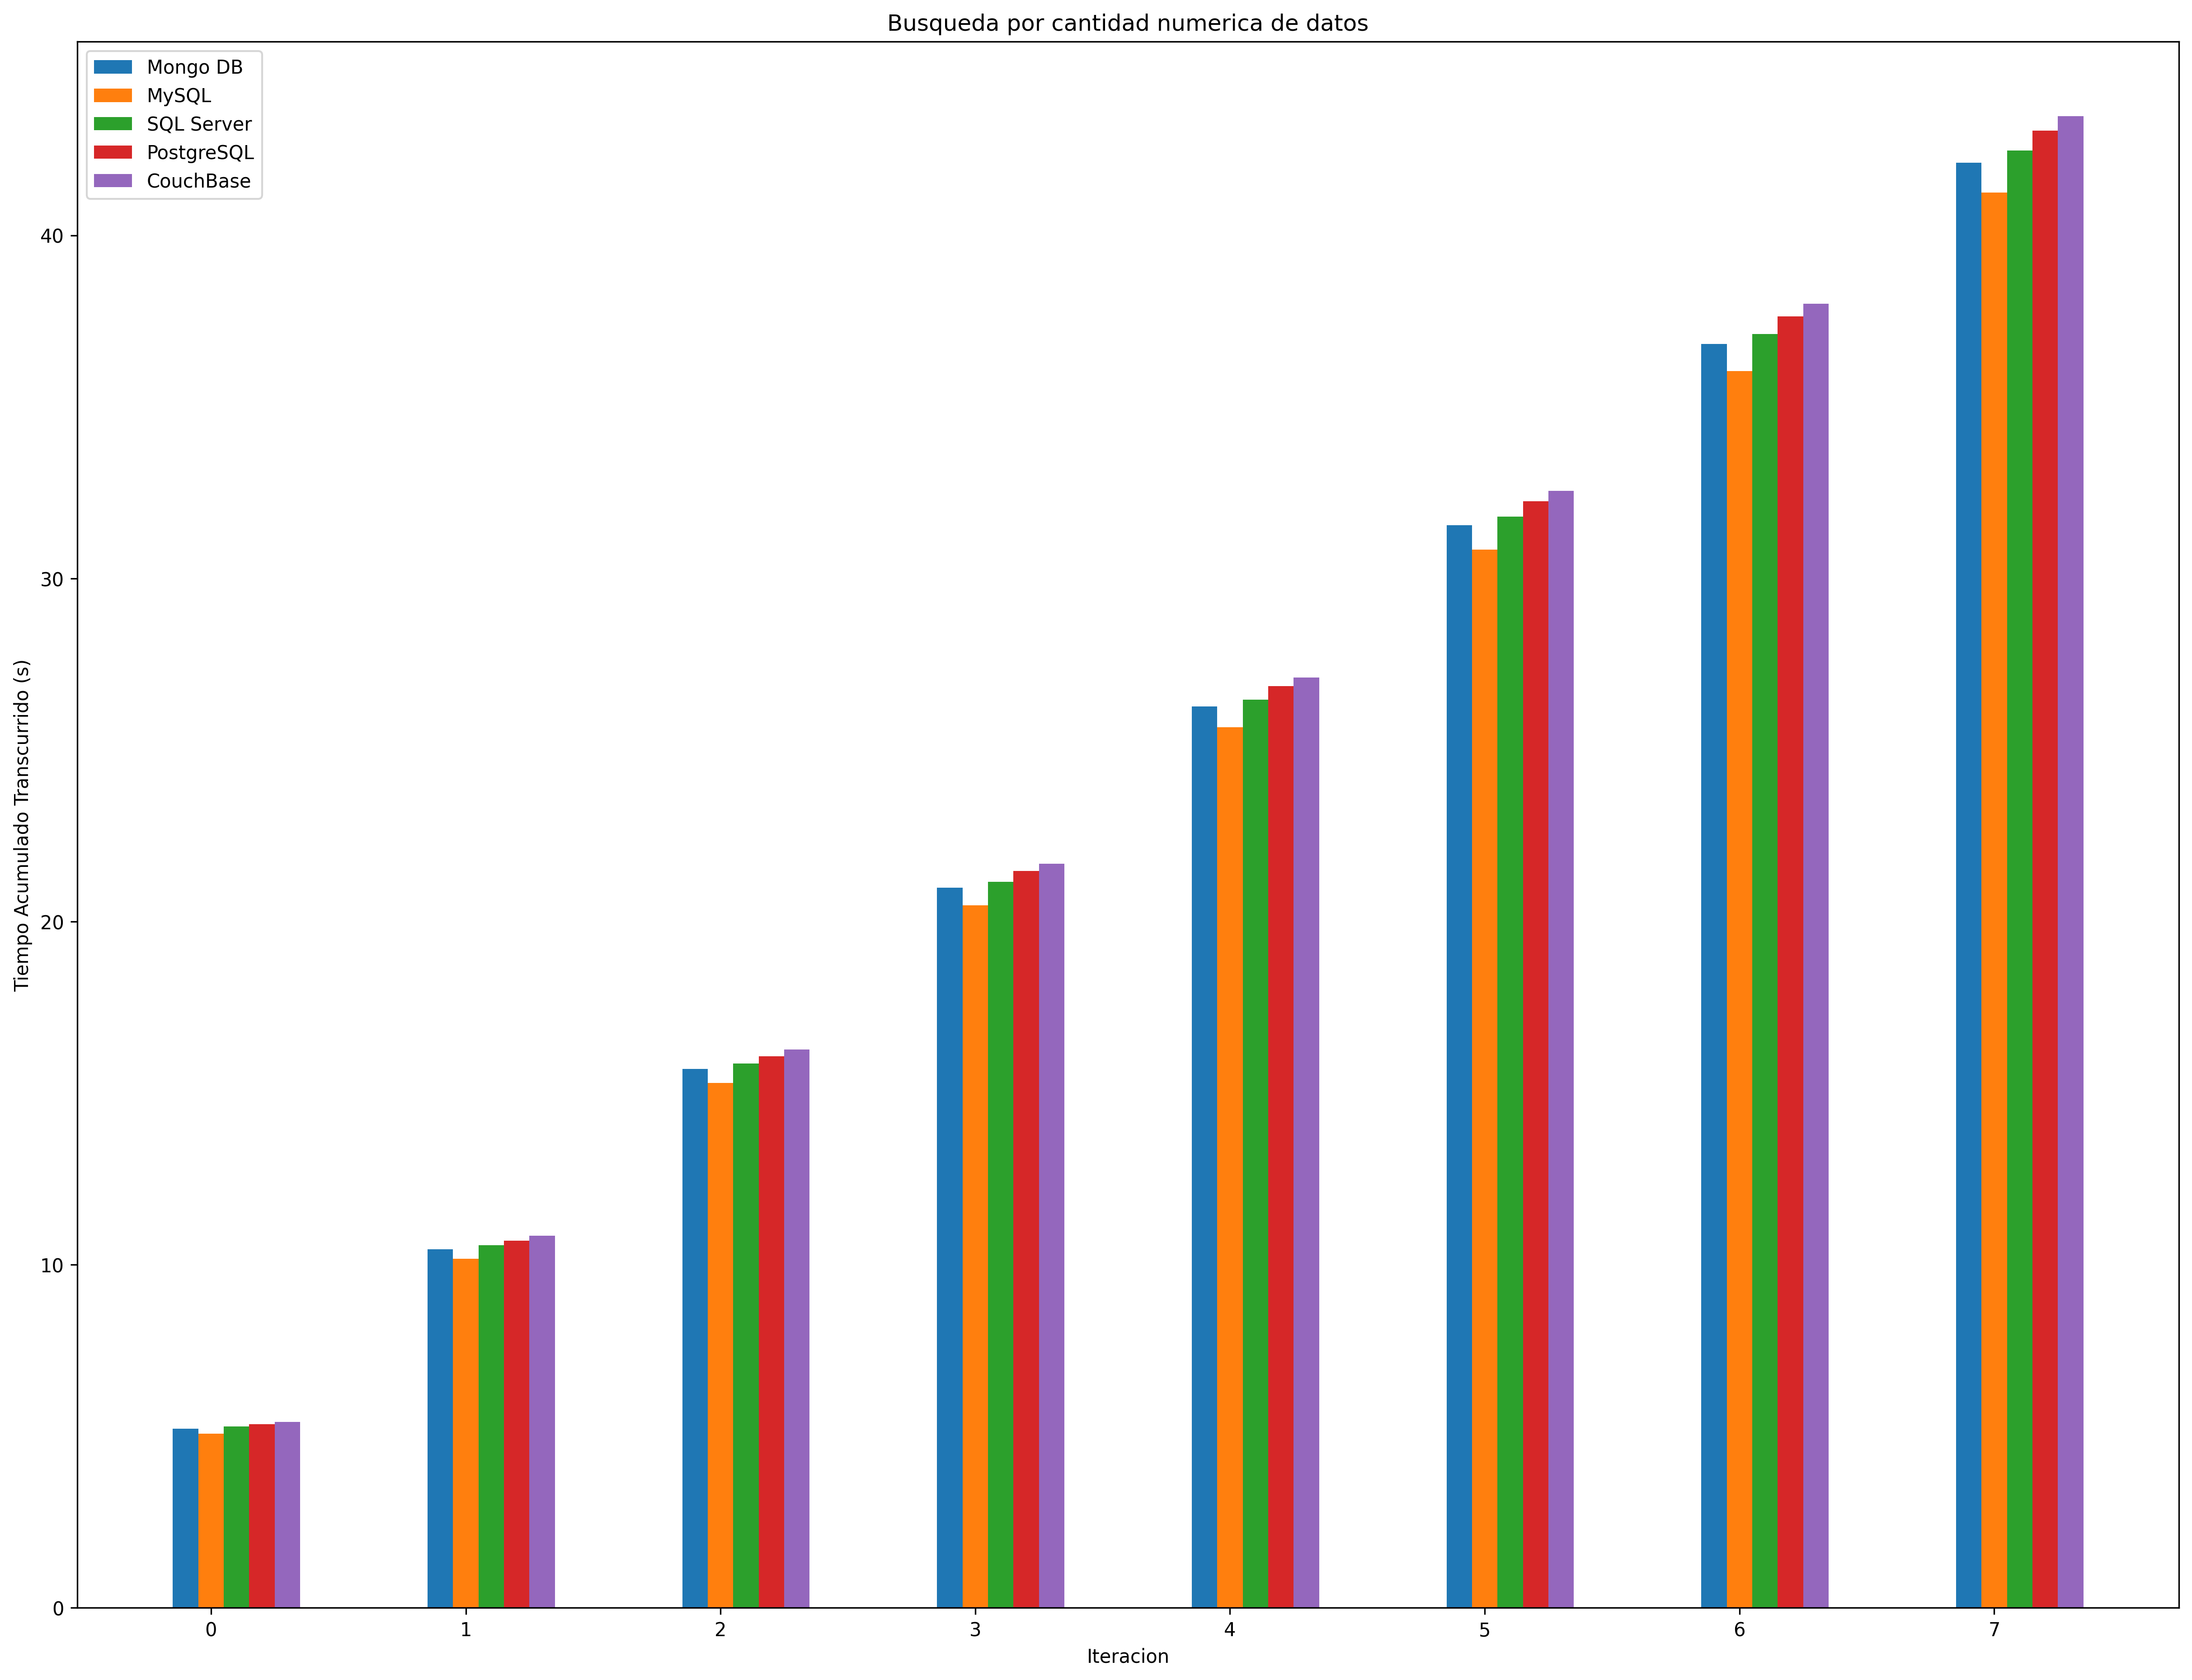 Busqueda por cantidad numerica de datos
Mongo DB
MySQL
SQL Server
PostgreSQL
CouchBase
Tiempo Acumulado Transcurrido (s)
40
30
20
10
0
0 1 2 3 4 5 6 7
Iteracion